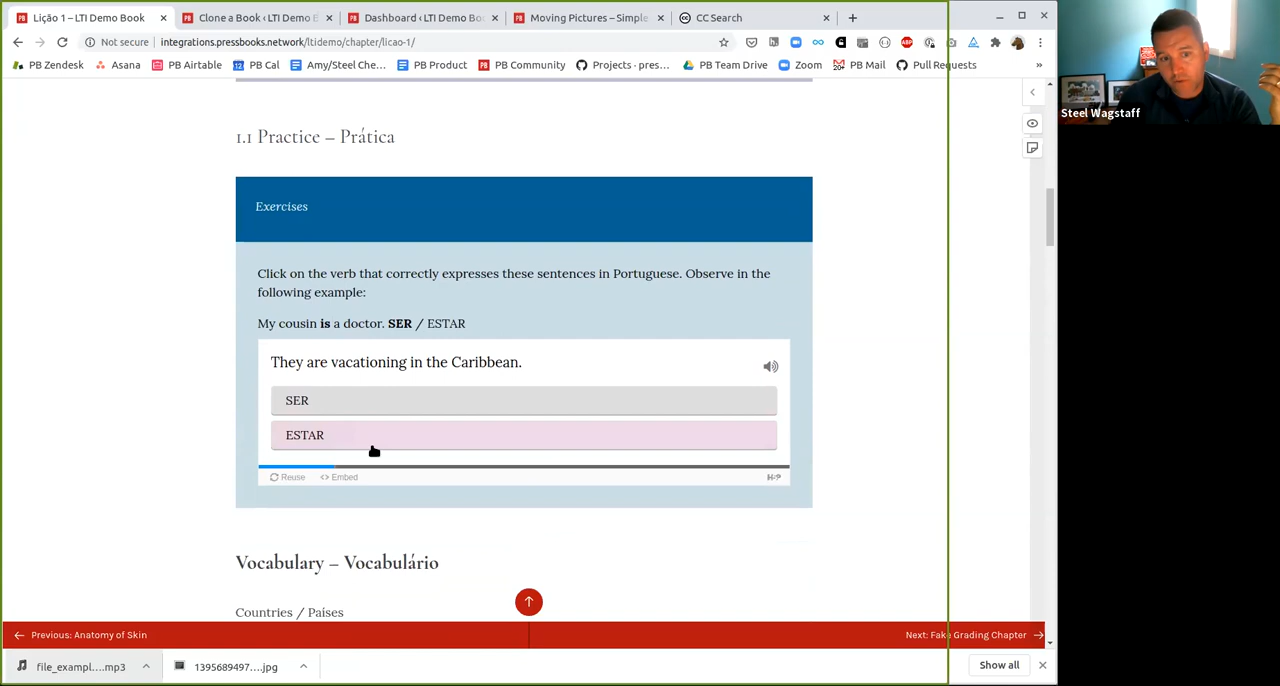 Lição 1 – LTI Demo Book
Clone a Book ‹ LTI Demo B
Dashboard ‹ LTI Demo Bo
Moving Pictures – Simple
CC Search
Not secure
integrations.pressbooks.network/ltidemo/chapter/licao-1/
PB Zendesk
Asana
PB Airtable
PB Cal
Amy/Steel Che...
PB Product
PB Community
Projects · pres...
PB Team Drive
Zoom
PB Mail
Pull Requests
»
Steel Wagstaff
1.1 Practice – Prática
Exercises
Click on the verb that correctly expresses these sentences in Portuguese. Observe in the
following example:
My cousin is a doctor. SER / ESTAR
They are vacationing in the Caribbean.
SER
ESTAR
Reuse
Embed
H-P
Vocabulary – Vocabulário
Countries / Países
Previous: Anatomy of Skin
Next: Fake Grading Chapter
file_exampl....mp3
1395689497....jpg
Show all